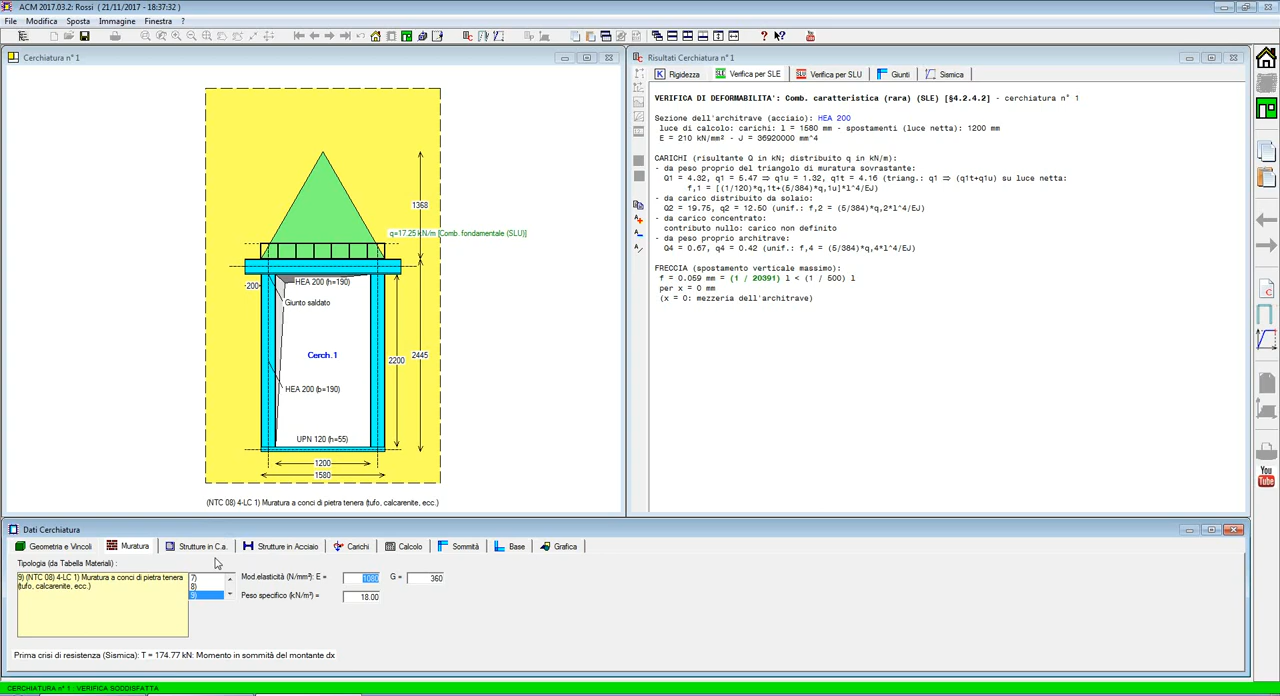 ACM 2017.03.2: Rossi ( 21/11/2017 - 18:37:32 )
File Modifica Sposta Immagine Finestra ?
Cerchiatura n° 1
1368
q=17.25 kN/m [Comb. fondamentale (SLU)]
200
HEA 200 (h=190)
Giunto saldato
Cerch.1
2200
2445
HEA 200 (b=190)
UPN 120 (h=55)
1200
1580
(NTC 08) 4-LC 1) Muratura a conci di pietra tenera (tufo, calcarenite, ecc.)
Risultati Cerchiatura n° 1
Rigidezza Verifica per SLE Verifica per SLU Giunti Sismica
VERIFICA DI DEFORMABILITA': Comb. caratteristica (rara) (SLE) [§4.2.4.2] - cerchiatura n° 1
Sezione dell'architrave (acciaio): HEA 200
luce di calcolo: carichi: l = 1580 mm - spostamenti (luce netta): 1200 mm
E = 210 kN/mm² - J = 36920000 mm^4
CARICHI (risultante Q in kN; distribuito q in kN/m):
- da peso proprio del triangolo di muratura sovrastante:
Q1 = 4.32, q1 = 5.47 ⇒ q1u = 1.32, q1t = 4.16 (triang.: q1 ⇒ (q1t+q1u) su luce netta:
f,1 = [(1/120)*q,1t+(5/384)*q,1u]*l^4/EJ)
- da carico distribuito da solaio:
Q2 = 19.75, q2 = 12.50 (unif.: f,2 = (5/384)*q,2*l^4/EJ)
- da carico concentrato:
contributo nullo: carico non definito
- da peso proprio architrave:
Q4 = 0.67, q4 = 0.42 (unif.: f,4 = (5/384)*q,4*l^4/EJ)
FRECCIA (spostamento verticale massimo):
f = 0.059 mm = (1 / 20391) l < (1 / 500) l
per x = 0 mm
(x = 0: mezzeria dell'architrave)
You
Tube
Dati Cerchiatura
Geometria e Vincoli Muratura Strutture in C.a. Strutture in Acciaio Carichi Calcolo Sommità Base Grafica
Tipologia (da Tabella Materiali) :
9) (NTC 08) 4-LC 1) Muratura a conci di pietra tenera
(tufo, calcarenite, ecc.)
7)
8)
9)
Mod.elasticità (N/mm²): E = 1080 G = 360
Peso specifico (kN/m³) = 18.00
Prima crisi di resistenza (Sismica): T = 174.77 kN: Momento in sommità del montante dx
CERCHIATURA n° 1 : VERIFICA SODDISFATTA